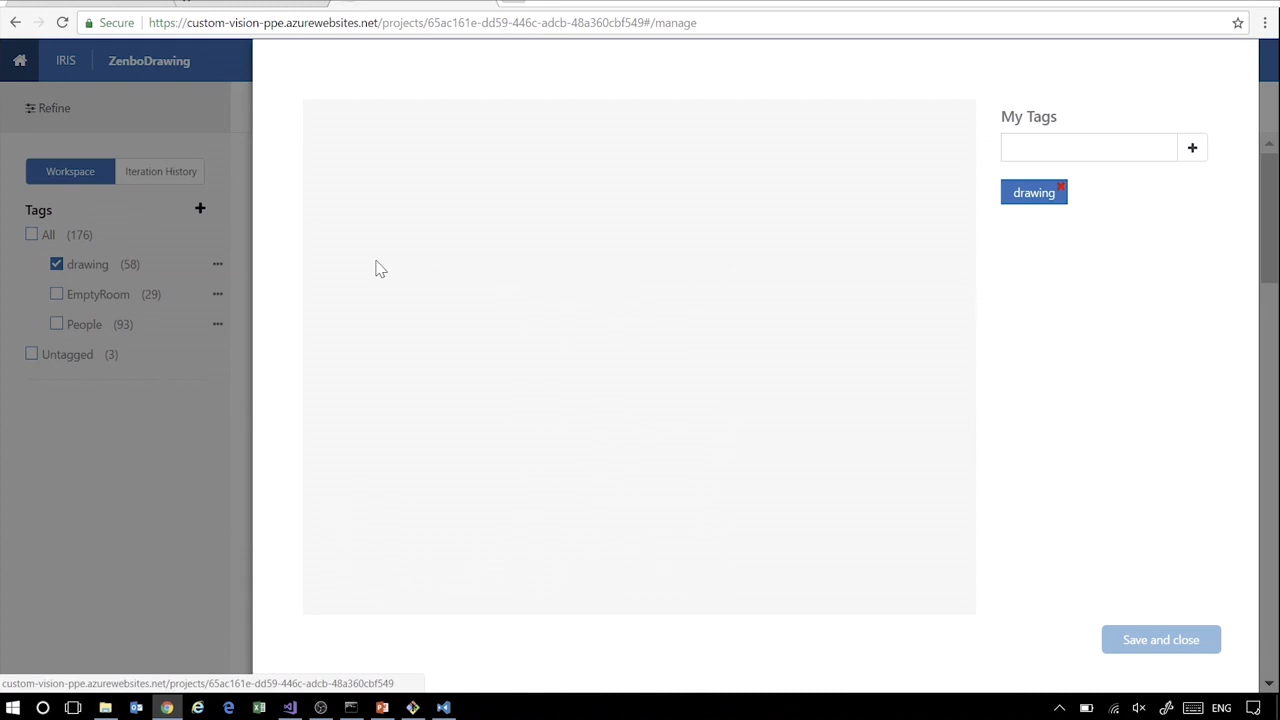 Secure https://custom-vision-ppe.azurewebsites.net/projects/65ac161e-dd59-446c-adcb-48a360cbf549#/manage
IRIS ZenboDrawing
Refine
Workspace Iteration History
Tags
All (176)
drawing (58)
EmptyRoom (29)
People (93)
Untagged (3)
My Tags
drawing
Save and close
custom-vision-ppe.azurewebsites.net/projects/65ac161e-dd59-446c-adcb-48a360cbf549
ENG